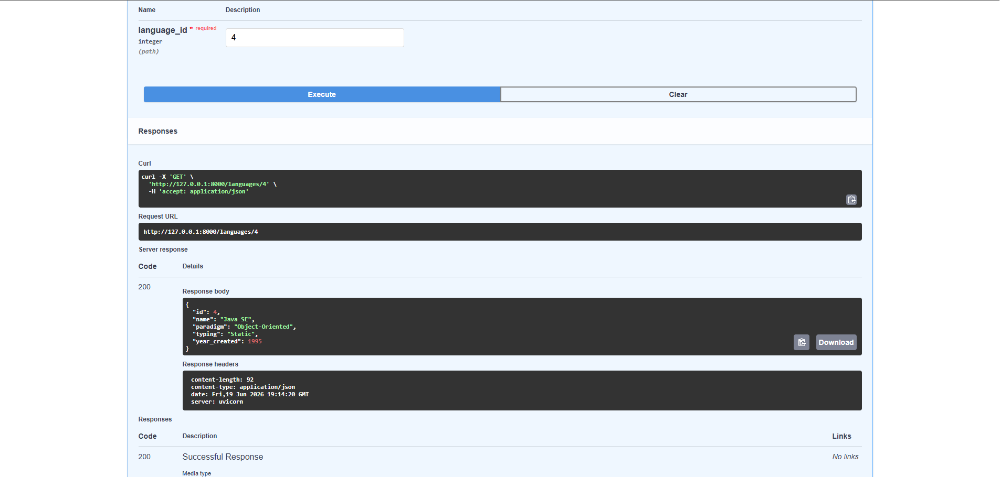 Name Description
language_id * required
integer
(path)
4
Execute Clear
Responses
Curl
curl -X 'GET' \
  'http://127.0.0.1:8000/languages/4' \
  -H 'accept: application/json'
Request URL
http://127.0.0.1:8000/languages/4
Server response
Code Details
200
Response body
{
  "id": 4,
  "name": "Java SE",
  "paradigm": "Object-Oriented",
  "typing": "Static",
  "year_created": 1995
}
Download
Response headers
content-length: 92
content-type: application/json
date: Fri,19 Jun 2026 19:14:20 GMT
server: uvicorn
Responses
Code Description Links
200 Successful Response No links
Media type